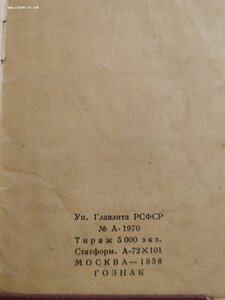 Уп. Главлита РСФСР
№ А-1970
Тираж 5 000 экз.
Статформ. А-72×101
МОСКВА—1938
ГОЗНАК